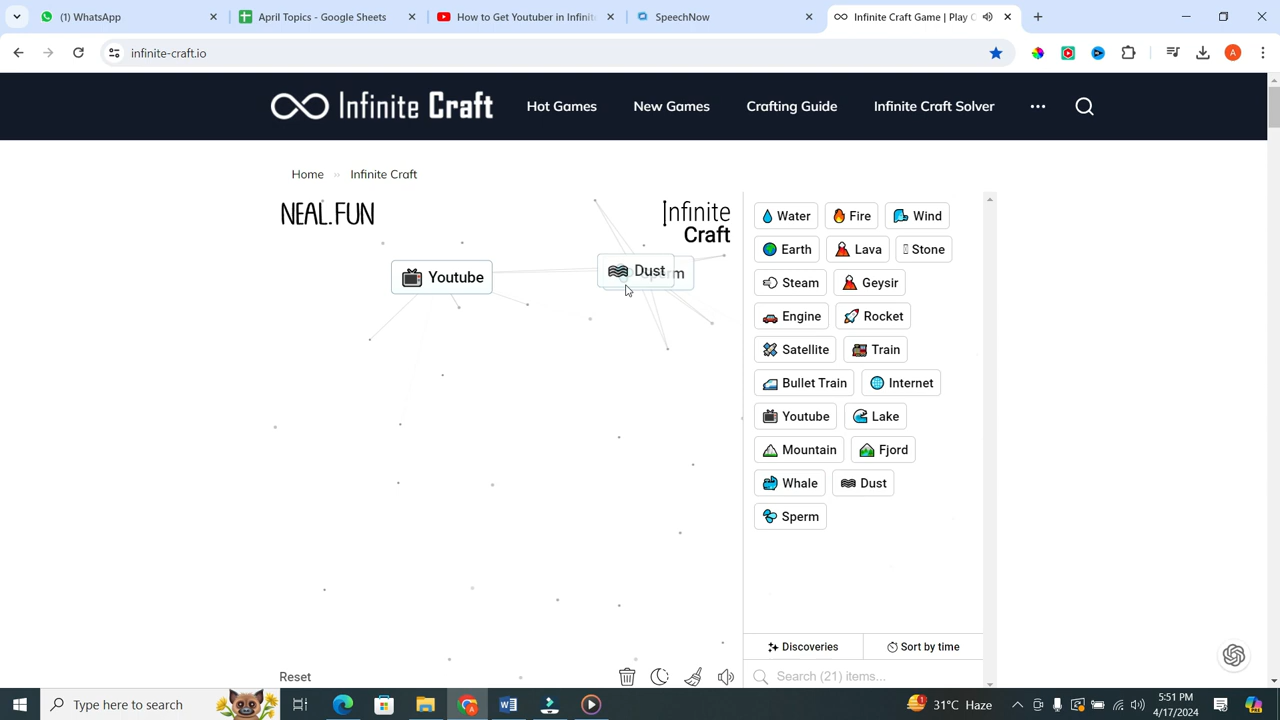 (1) WhatsApp
April Topics - Google Sheets
How to Get Youtuber in Infinit
SpeechNow
Infinite Craft Game | Play O
infinite-craft.io
A
Infinite Craft
Hot Games
New Games
Crafting Guide
Infinite Craft Solver
Home
Infinite Craft
NEAL.FUN
Infinite
Craft
Youtube
Dust
Water
Fire
Wind
Earth
Lava
Stone
Steam
Geysir
Engine
Rocket
Satellite
Train
Bullet Train
Internet
Youtube
Lake
Mountain
Fjord
Whale
Dust
Sperm
Discoveries
Sort by time
Reset
Search (21) items...
Type here to search
31°C Haze
5:51 PM
4/17/2024